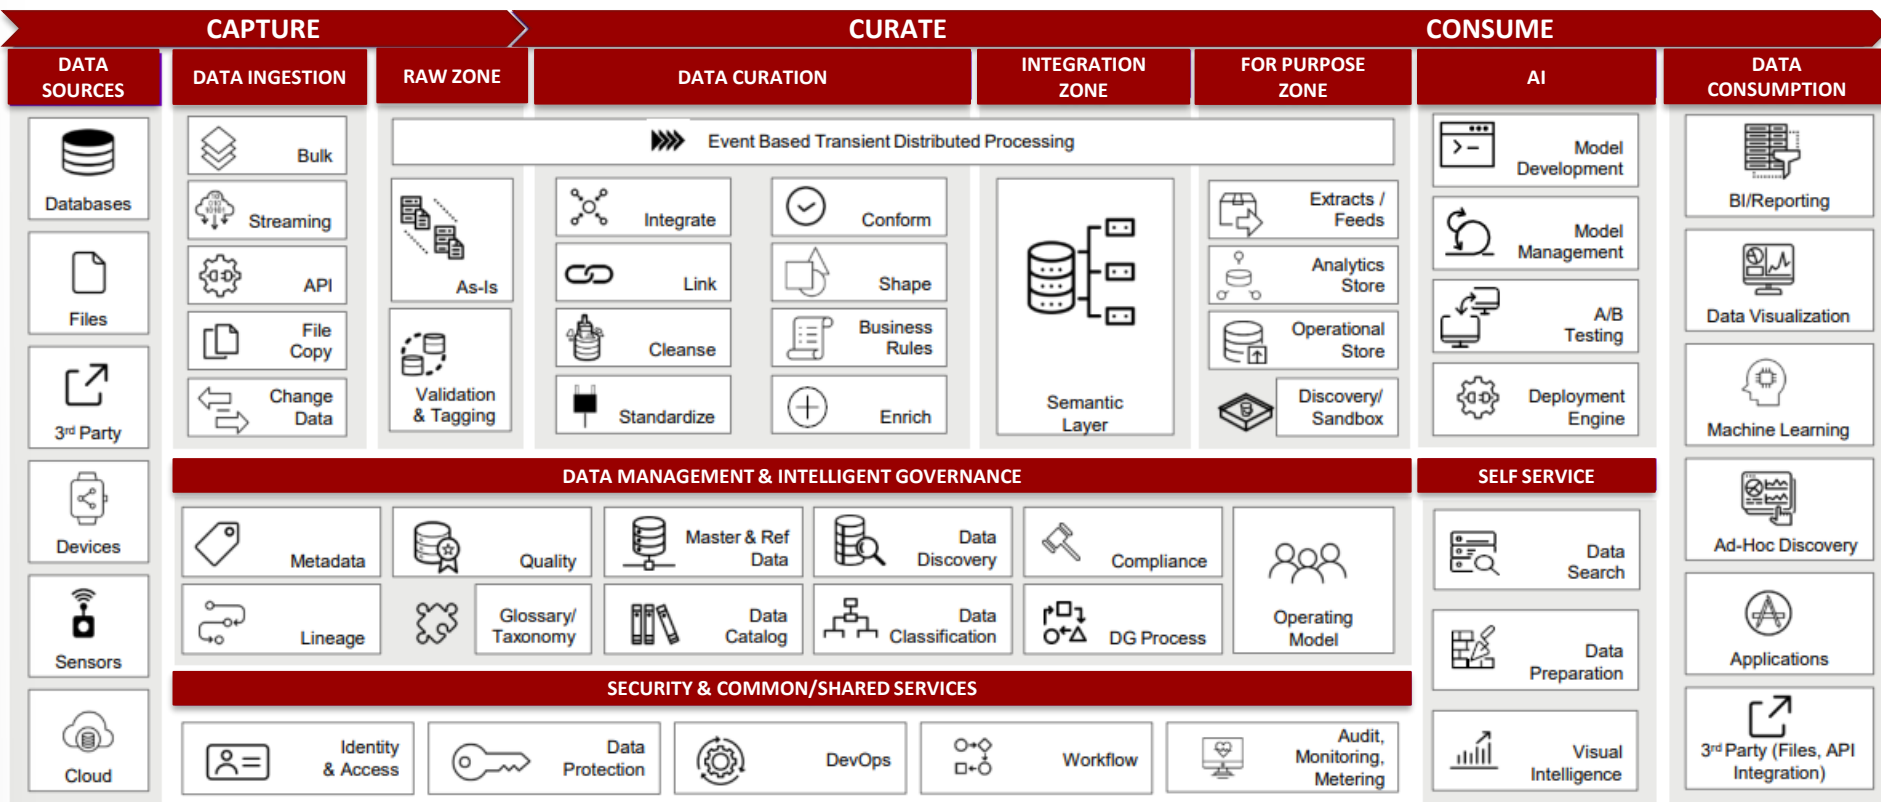 CAPTURE
CURATE
CONSUME
DATA
SOURCES
DATA INGESTION
RAW ZONE
DATA CURATION
INTEGRATION
ZONE
FOR PURPOSE
ZONE
AI
DATA
CONSUMPTION
Databases
Files
3rd Party
Devices
Sensors
Cloud
Bulk
Streaming
API
File
Copy
Change
Data
Event Based Transient Distributed Processing
As-Is
Validation
& Tagging
Integrate
Link
Cleanse
Standardize
Conform
Shape
Business
Rules
Enrich
Semantic
Layer
Extracts /
Feeds
Analytics
Store
Operational
Store
Discovery/
Sandbox
Model
Development
Model
Management
A/B
Testing
Deployment
Engine
BI/Reporting
Data Visualization
Machine Learning
Ad-Hoc Discovery
Applications
3rd Party (Files, API
Integration)
DATA MANAGEMENT & INTELLIGENT GOVERNANCE
Metadata
Quality
Master & Ref
Data
Data
Discovery
Compliance
Operating
Model
Lineage
Glossary/
Taxonomy
Data
Catalog
Data
Classification
DG Process
SELF SERVICE
Data
Search
Data
Preparation
Visual
Intelligence
SECURITY & COMMON/SHARED SERVICES
Identity
& Access
Data
Protection
DevOps
Workflow
Audit,
Monitoring,
Metering